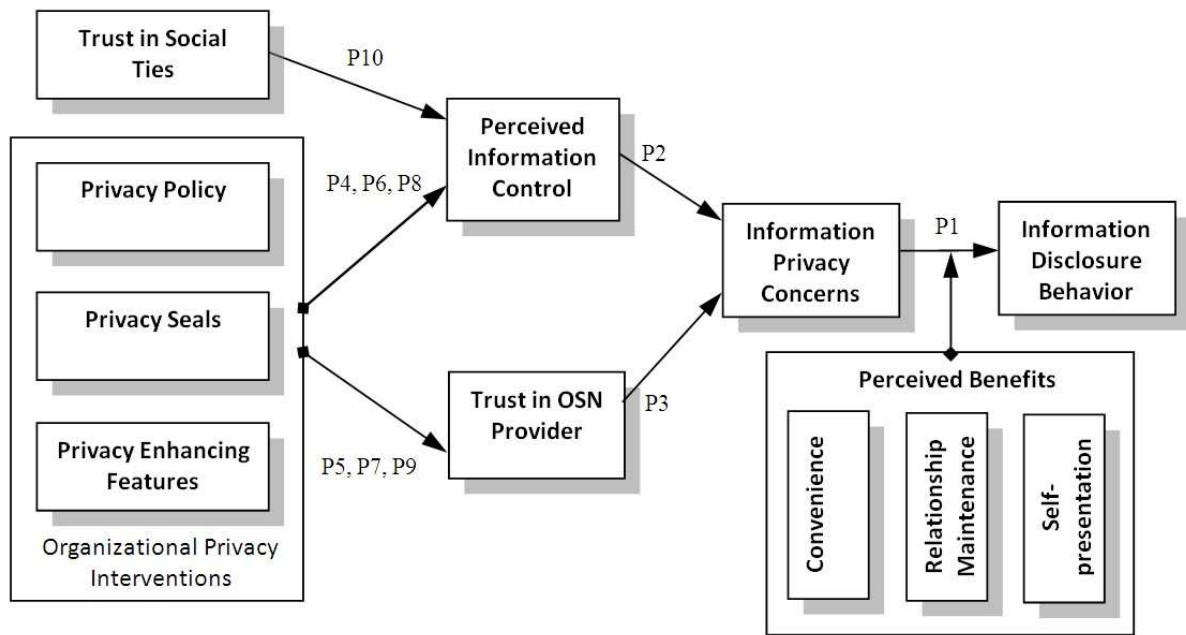 Trust in Social
Ties
P10
Perceived
Information
Control
P2
Privacy Policy
P4, P6, P8
Information
Privacy
Concerns
P1
Information
Disclosure
Behavior
Privacy Seals
Trust in OSN
Provider
P3
Perceived Benefits
Privacy Enhancing
Features
P5, P7, P9
Convenience
Relationship
Maintenance
Self-
presentation
Organizational Privacy
Interventions